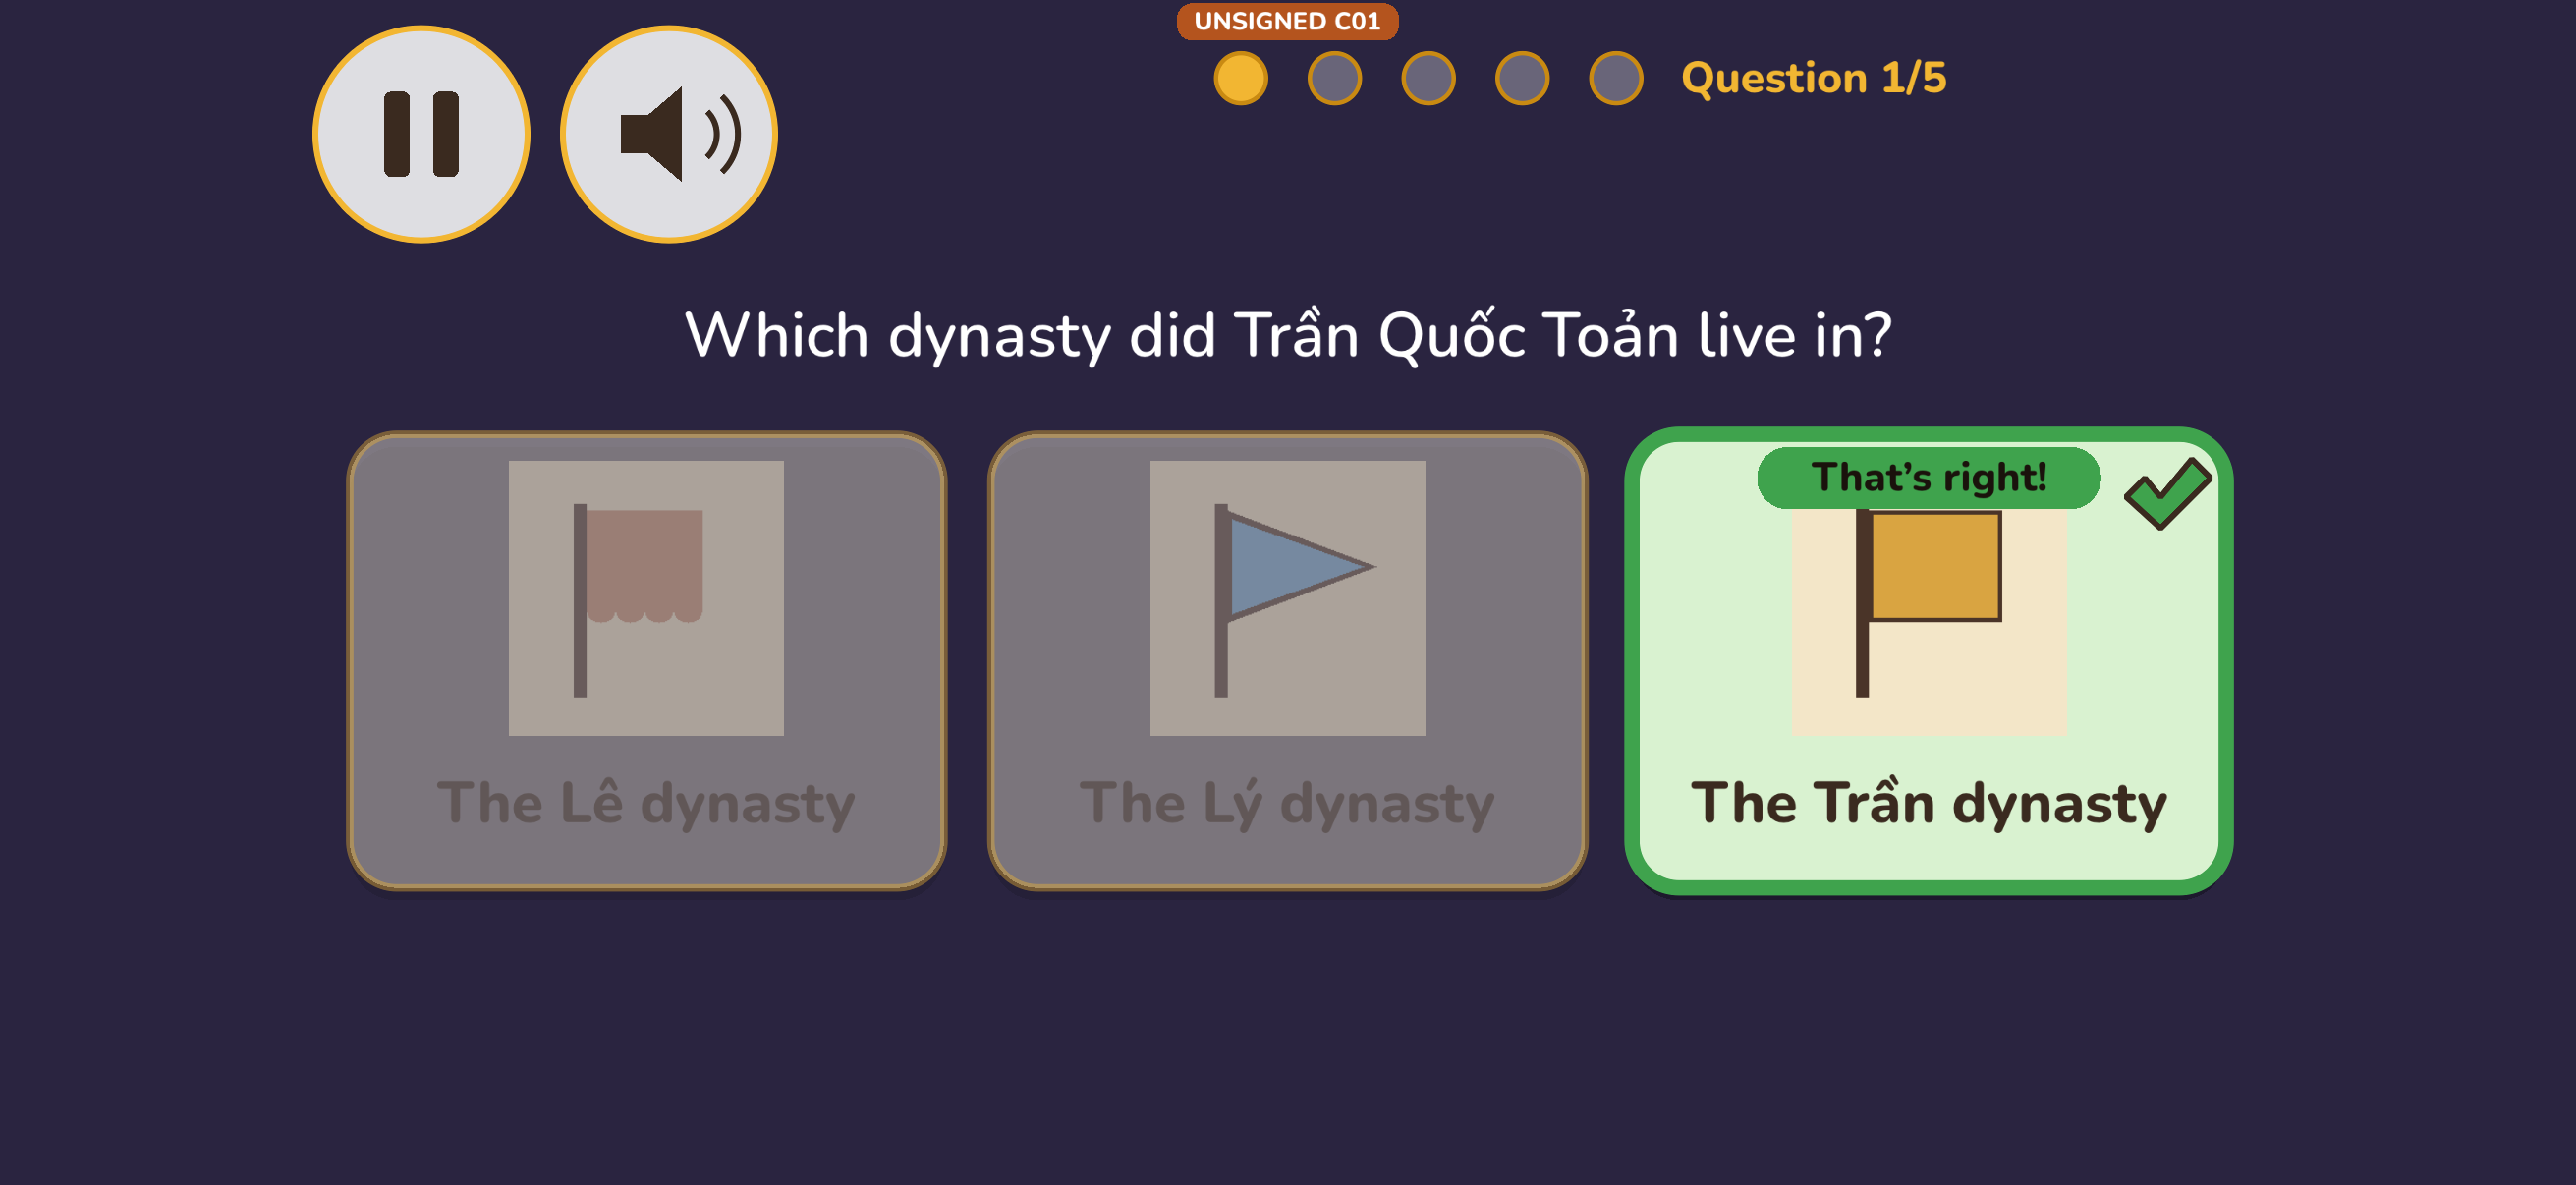 UNSIGNED C01
Question 1/5
Which dynasty did Trần Quốc Toản live in?
That’s right!
The Lê dynasty
The Lý dynasty
The Trần dynasty